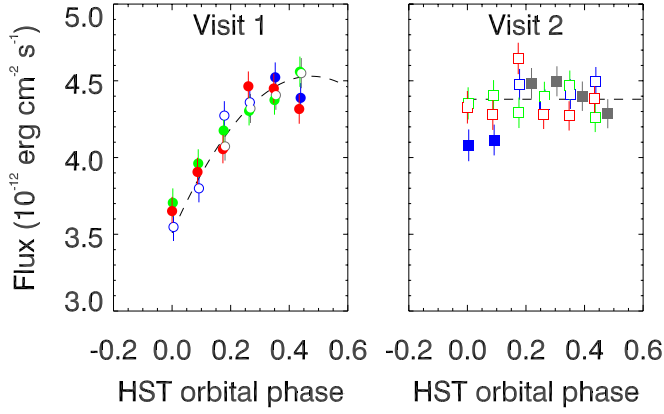 Visit 1
Visit 2
5.0
4.5
4.0
3.5
3.0
Flux (10⁻¹² erg cm⁻² s⁻¹)
-0.2 0.0 0.2 0.4 0.6
-0.2 0.0 0.2 0.4 0.6
HST orbital phase
HST orbital phase